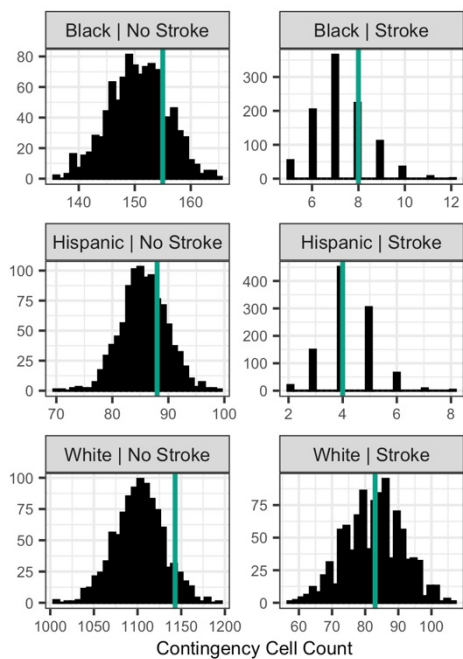 Black | No Stroke
Black | Stroke
80
60
40
20
0
140 150 160
300
200
100
0
6 8 10 12
Hispanic | No Stroke
Hispanic | Stroke
100
75
50
25
0
70 80 90 100
400
300
200
100
0
2 4 6 8
White | No Stroke
White | Stroke
100
75
50
25
0
1000 1050 1100 1150 1200
75
50
25
0
60 70 80 90 100
Contingency Cell Count